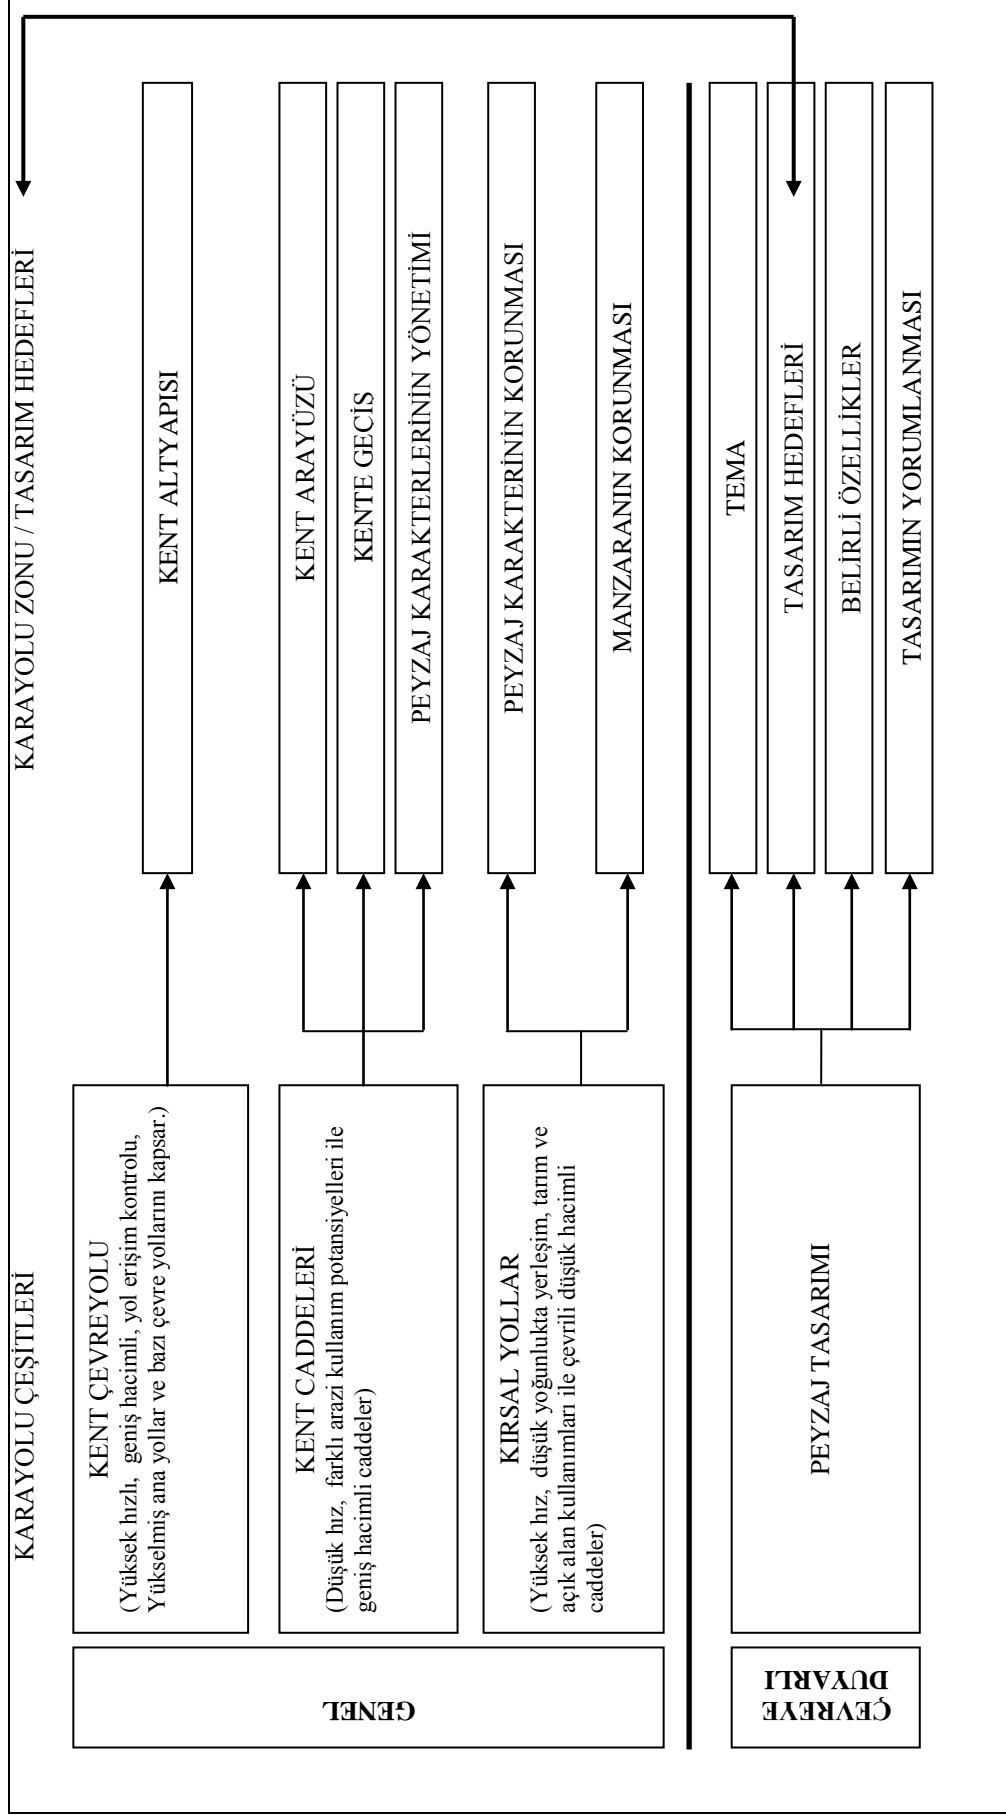 KARAYOLU ÇEŞİTLERİ
KARAYOLU ZONU / TASARIM HEDEFLERİ
GENEL
KENT ÇEVREYOLU
(Yüksek hızlı, geniş hacimli, yol erişim kontrolu,
Yükselmiş ana yollar ve bazı çevre yollarını kapsar.)
KENT ALTYAPISI
KENT CADDELERİ
(Düşük hız, farklı arazi kullanım potansiyelleri ile
geniş hacimli caddeler)
KENT ARAYÜZÜ
KENTE GEÇİŞ
PEYZAJ KARAKTERLERİNİN YÖNETİMİ
KIRSAL YOLLAR
(Yüksek hız, düşük yoğunlukta yerleşim, tarım ve
açık alan kullanımları ile çevrili düşük hacimli
caddeler)
PEYZAJ KARAKTERİNİN KORUNMASI
MANZARANIN KORUNMASI
ÇEVREYE
DUYARLI
PEYZAJ TASARIMI
TEMA
TASARIM HEDEFLERİ
BELİRLİ ÖZELLİKLER
TASARIMIN YORUMLANMASI